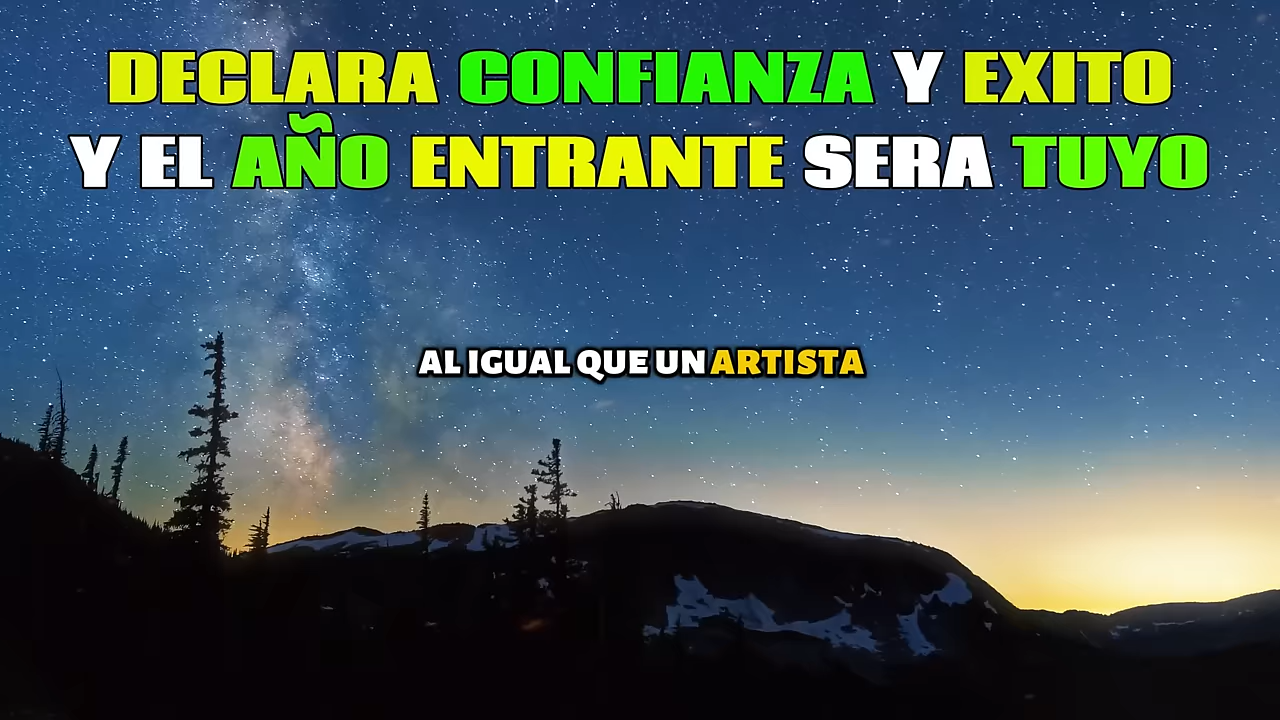 DECLARA CONFIANZA Y EXITO
Y EL AÑO ENTRANTE SERA TUYO
AL IGUAL QUE UN ARTISTA